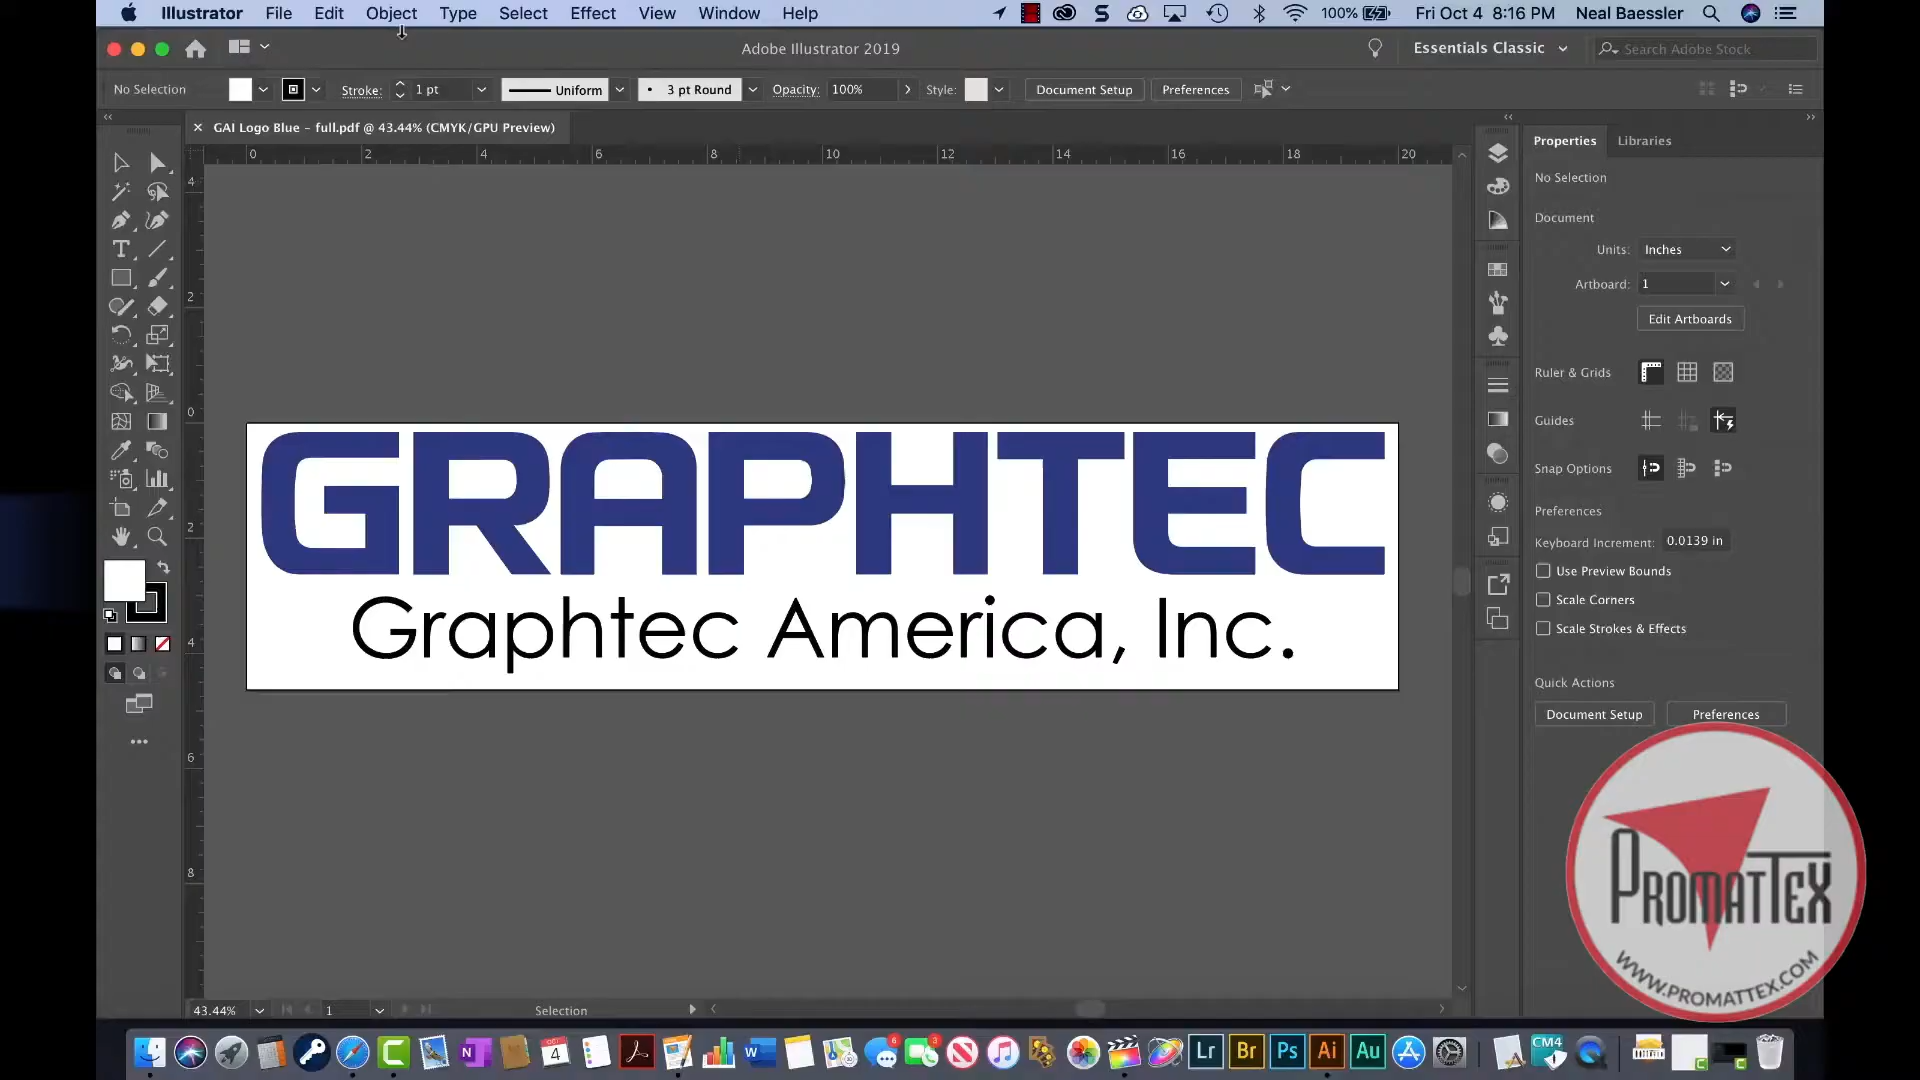 Illustrator File Edit Object Type Select Effect View Window Help
100% Fri Oct 4 8:16 PM Neal Baessler
Adobe Illustrator 2019
Essentials Classic
Search Adobe Stock
No Selection
Stroke: 1 pt
Uniform
3 pt Round
Opacity: 100%
Style:
Document Setup
Preferences
GAI Logo Blue - full.pdf @ 43.44% (CMYK/GPU Preview)
0 2 4 6 8 10 12 14 16 18 20
4
2
0
2
4
6
8
GRAPHTEC
Graphtec America, Inc.
Properties
Libraries
No Selection
Document
Units: Inches
Artboard: 1
Edit Artboards
Ruler & Grids
Guides
Snap Options
Preferences
Keyboard Increment: 0.0139 in
Use Preview Bounds
Scale Corners
Scale Strokes & Effects
Quick Actions
Document Setup
Preferences
PROMATTEX
WWW.PROMATTEX.COM
43.44%
1
Selection
OCT
4
6
3
N
W
Lr
Br
Ps
Ai
Au
CM4